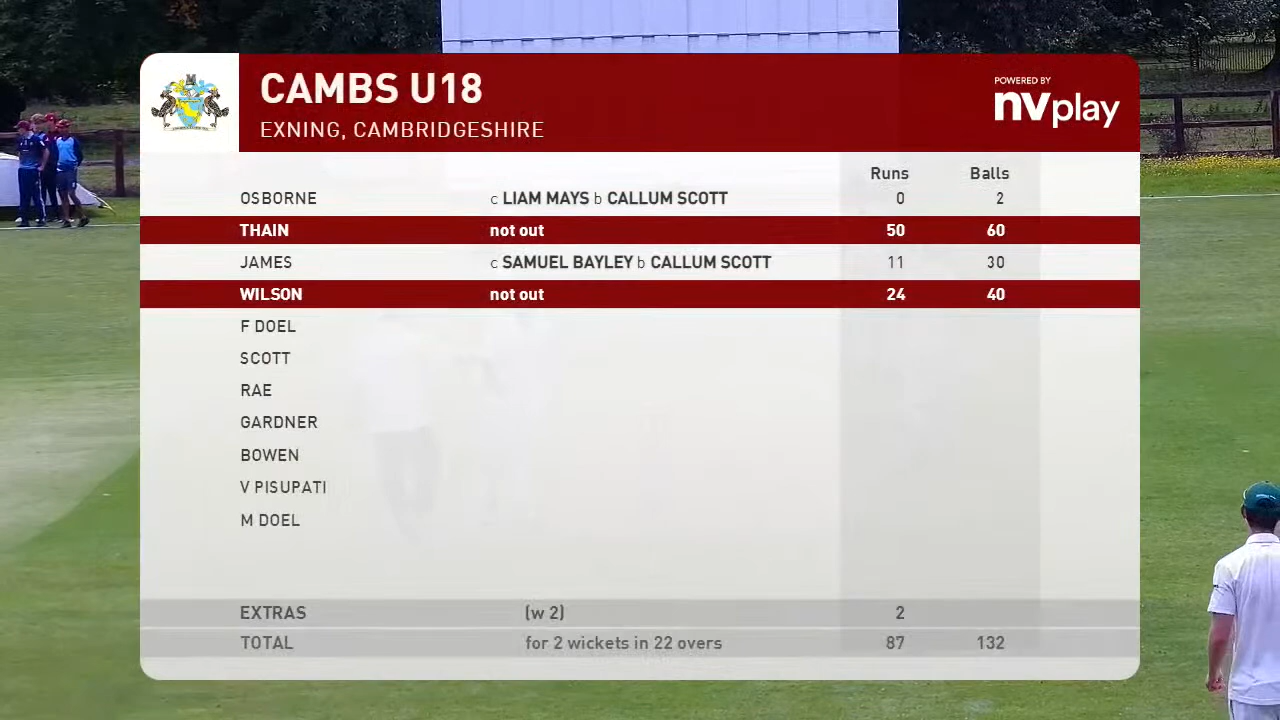 CAMBS U18
EXNING, CAMBRIDGESHIRE
POWERED BY
nvplay
Runs Balls
OSBORNE c LIAM MAYS b CALLUM SCOTT 0 2
THAIN not out 50 60
JAMES c SAMUEL BAYLEY b CALLUM SCOTT 11 30
WILSON not out 24 40
F DOEL
SCOTT
RAE
GARDNER
BOWEN
V PISUPATI
M DOEL
EXTRAS (w 2) 2
TOTAL for 2 wickets in 22 overs 87 132